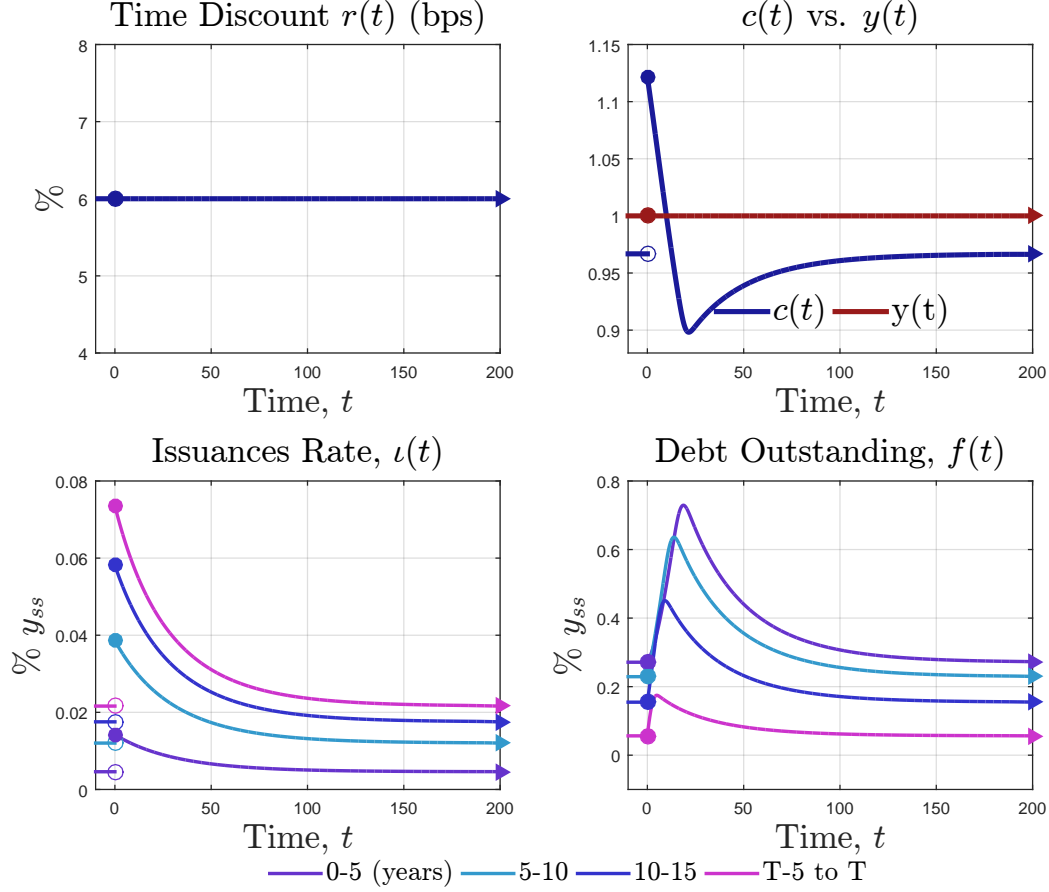 Time Discount r(t) (bps)
8
7
6
5
4
%
0 50 100 150 200
Time, t
c(t) vs. y(t)
1.15
1.1
1.05
1
0.95
0.9
c(t) y(t)
0 50 100 150 200
Time, t
Issuances Rate, ι(t)
0.08
0.06
0.04
0.02
0
% yss
0 50 100 150 200
Time, t
Debt Outstanding, f(t)
0.8
0.6
0.4
0.2
0
% yss
0 50 100 150 200
Time, t
0-5 (years) 5-10 10-15 T-5 to T